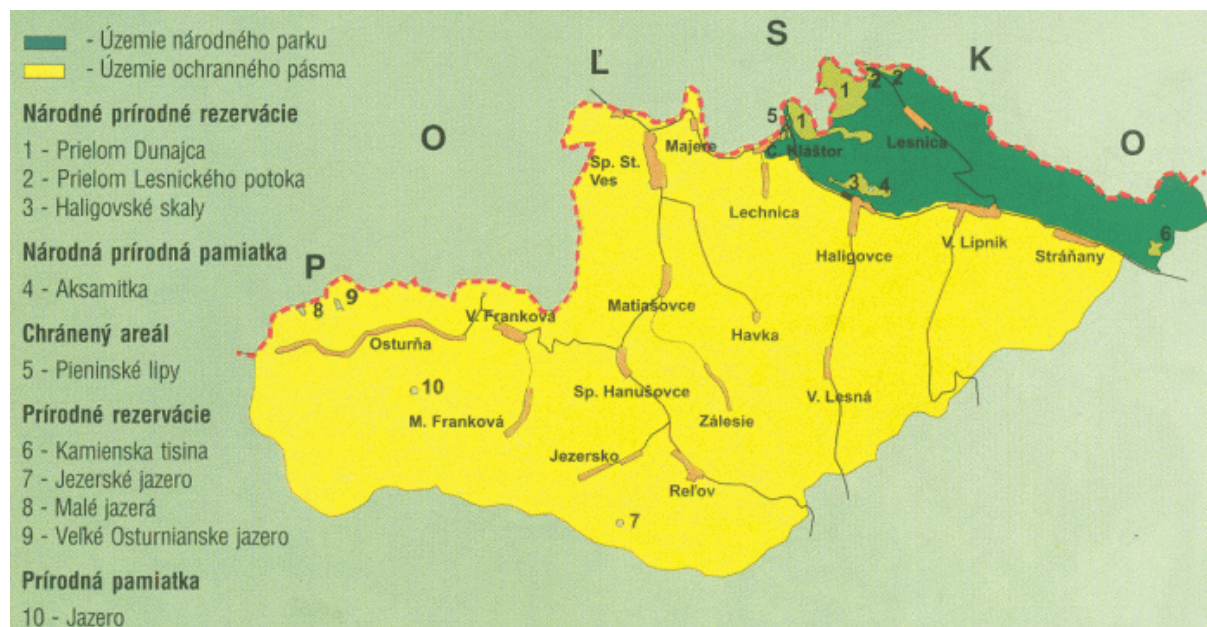 - Územie národného parku
- Územie ochranného pásma
Národné prírodné rezervácie
1 - Prielom Dunajca
2 - Prielom Lesnického potoka
3 - Haligovské skaly
Národná prírodná pamiatka
4 - Aksamitka
Chránený areál
5 - Pieninské lipy
Prírodné rezervácie
6 - Kamienska tisina
7 - Jezerské jazero
8 - Malé jazerá
9 - Veľké Osturnianske jazero
Prírodná pamiatka
10 - Jazero
P O Ľ S K O
1
2 2
5 1
Majere
Č. Kláštor
Lesnica
Sp. St.
Ves
3 4
Lechnica
Haligovce
V. Lipník
Stráňany
6
8 9
V. Franková
Matiašovce
Havka
Osturňa
10
M. Franková
Sp. Hanušovce
Zálesie
V. Lesná
Jezersko
Reľov
7